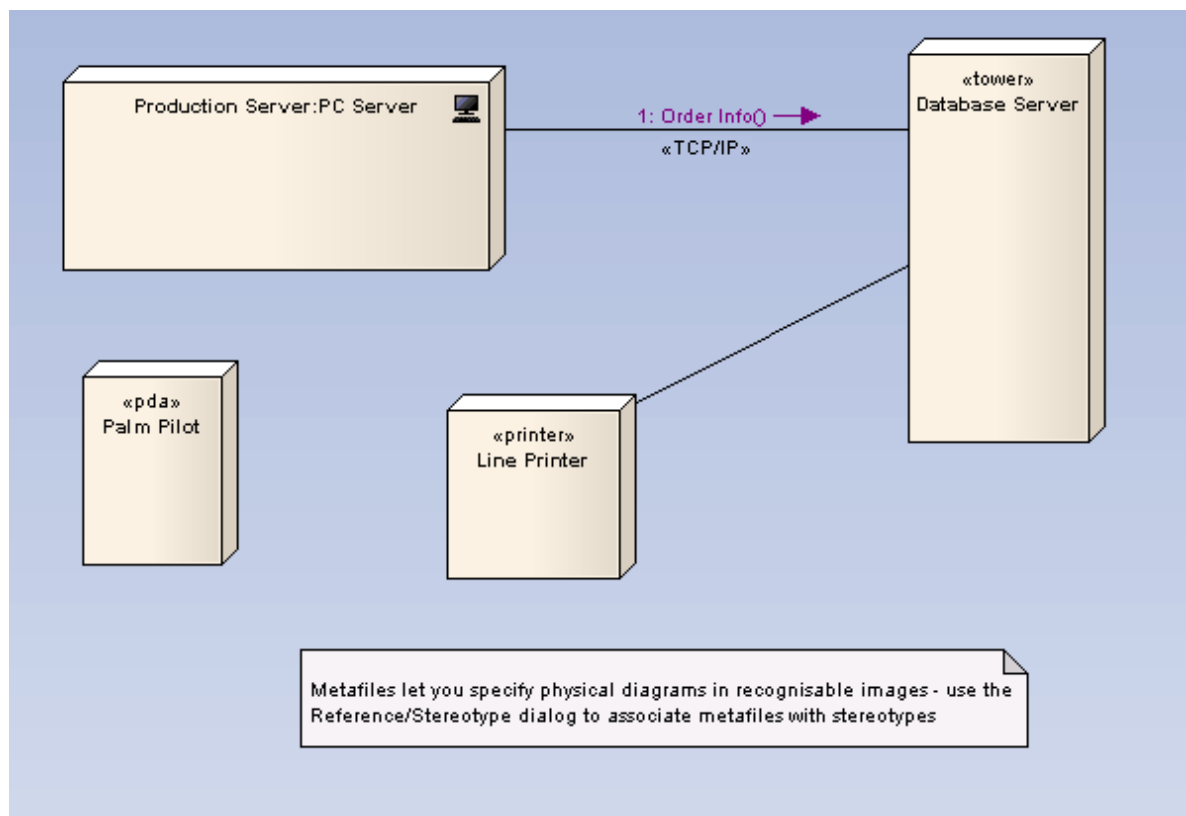 Production Server:PC Server
«tower»
Database Server
1: Order Info()
«TCP/IP»
«pda»
Palm Pilot
«printer»
Line Printer
Metafiles let you specify physical diagrams in recognisable images - use the
Reference/Stereotype dialog to associate metafiles with stereotypes